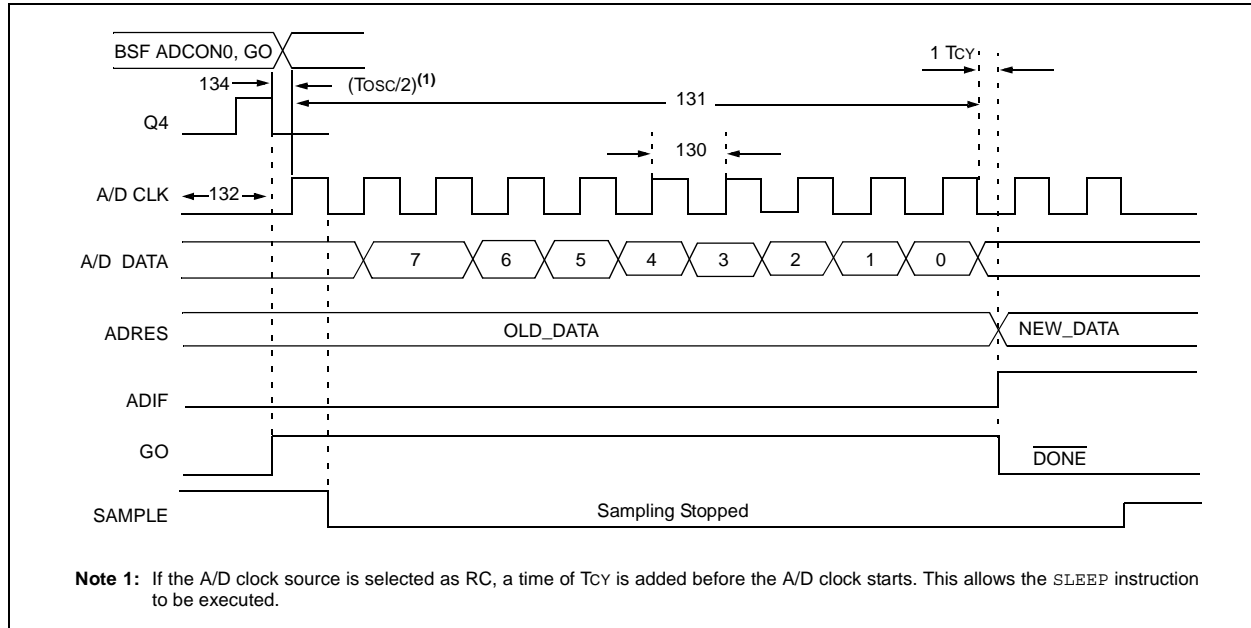 BSF ADCON0, GO
1 TCY
134
(TOSC/2)(1)
131
Q4
130
A/D CLK
132
A/D DATA
7 6 5 4 3 2 1 0
ADRES
OLD_DATA
NEW_DATA
ADIF
GO
DONE
SAMPLE
Sampling Stopped
Note 1: If the A/D clock source is selected as RC, a time of TCY is added before the A/D clock starts. This allows the SLEEP instruction
to be executed.